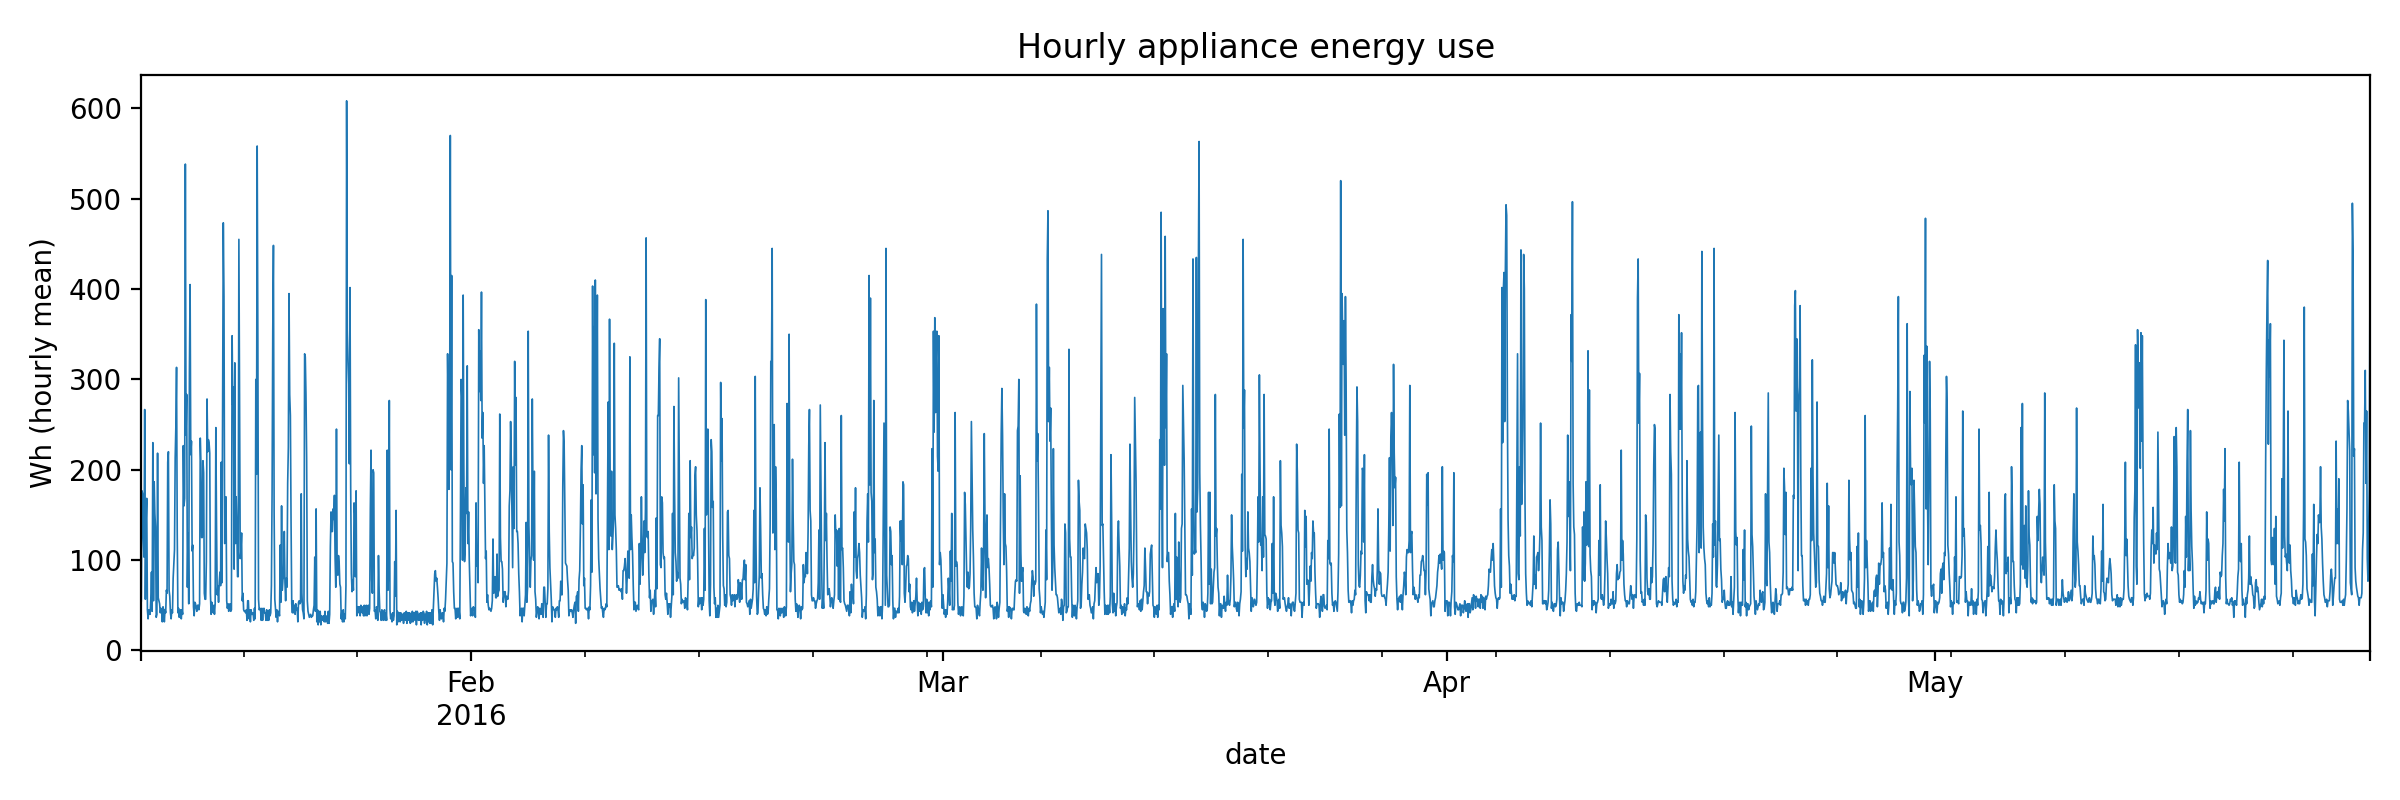 Hourly appliance energy use
Wh (hourly mean)
600
500
400
300
200
100
0
Feb
2016
Mar
Apr
May
date